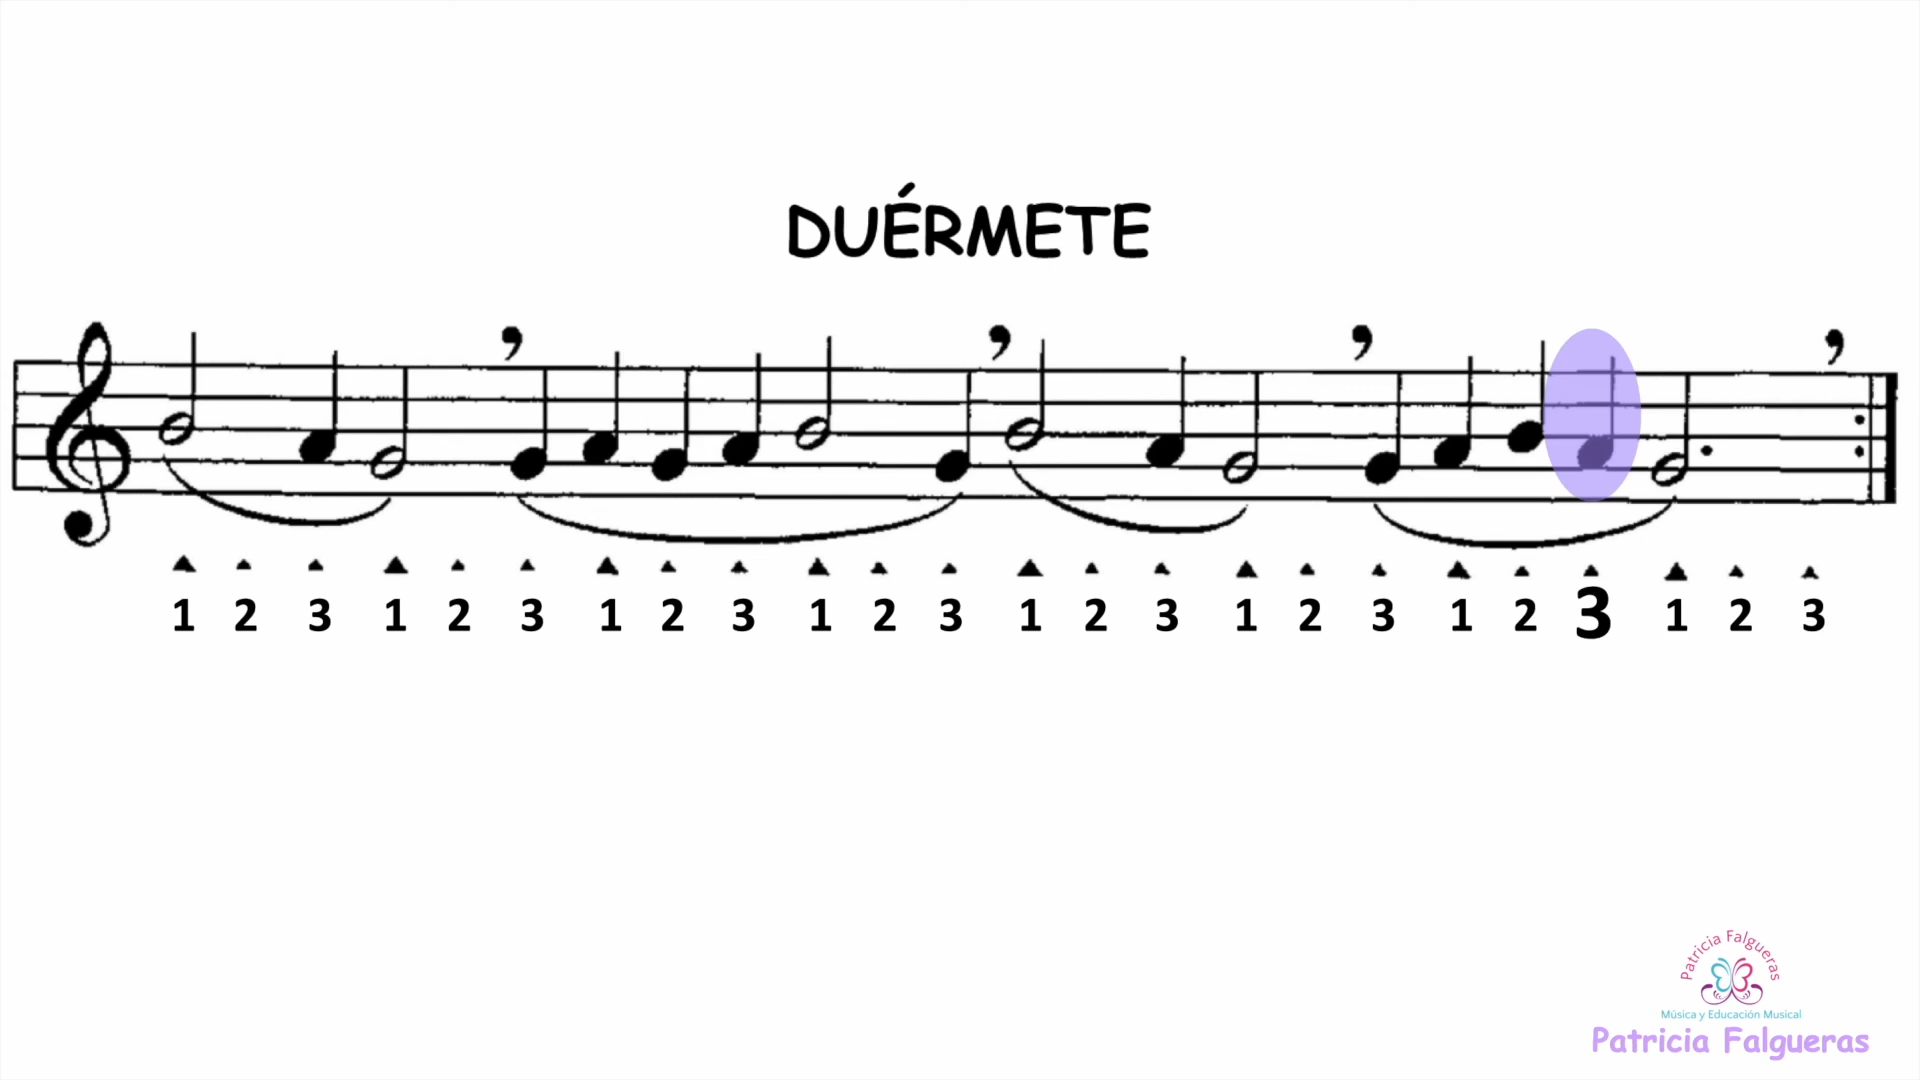 DUÉRMETE
1 2 3 1 2 3 1 2 3 1 2 3 1 2 3 1 2 3 1 2 3 1 2 3
Patricia Falgueras
Música y Educación Musical
Patricia Falgueras